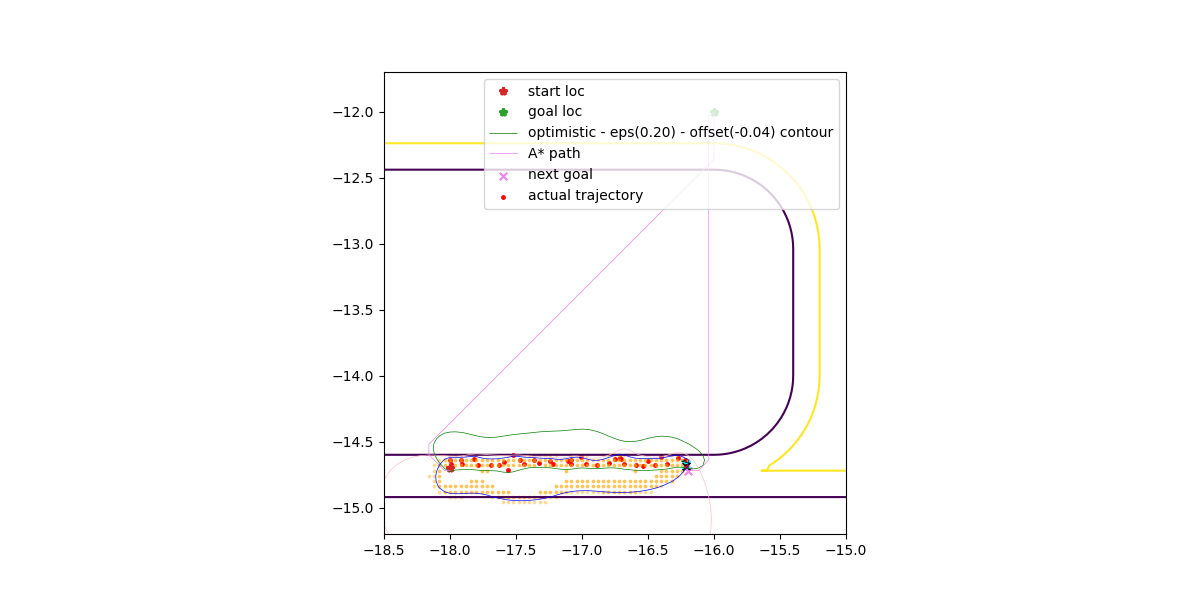 start loc
goal loc
optimistic - eps(0.20) - offset(-0.04) contour
A* path
next goal
actual trajectory
−12.0
−12.5
−13.0
−13.5
−14.0
−14.5
−15.0
−18.5 −18.0 −17.5 −17.0 −16.5 −16.0 −15.5 −15.0